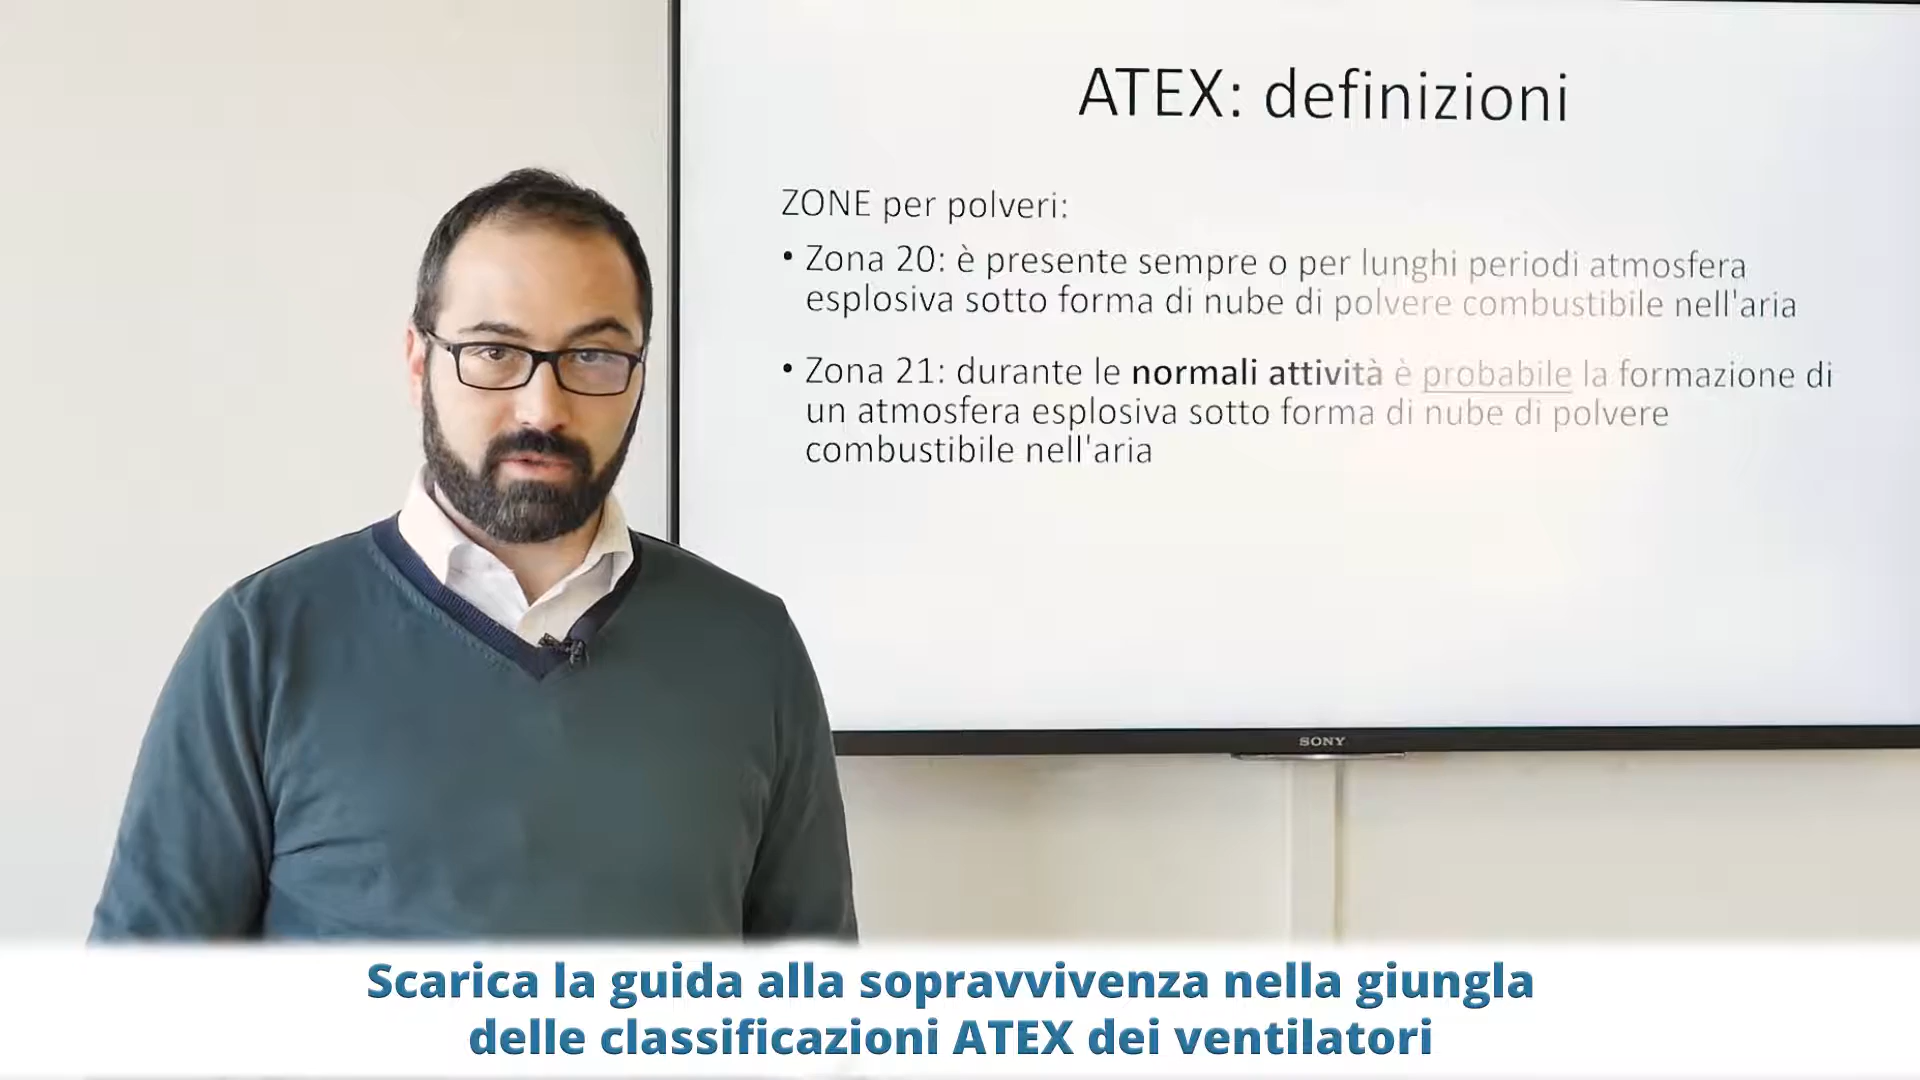 ATEX: definizioni
ZONE per polveri:
• Zona 20: è presente sempre o per lunghi periodi atmosfera
esplosiva sotto forma di nube di polvere combustibile nell'aria
• Zona 21: durante le normali attività è probabile la formazione di
un atmosfera esplosiva sotto forma di nube di polvere
combustibile nell'aria
SONY
Scarica la guida alla sopravvivenza nella giungla
delle classificazioni ATEX dei ventilatori